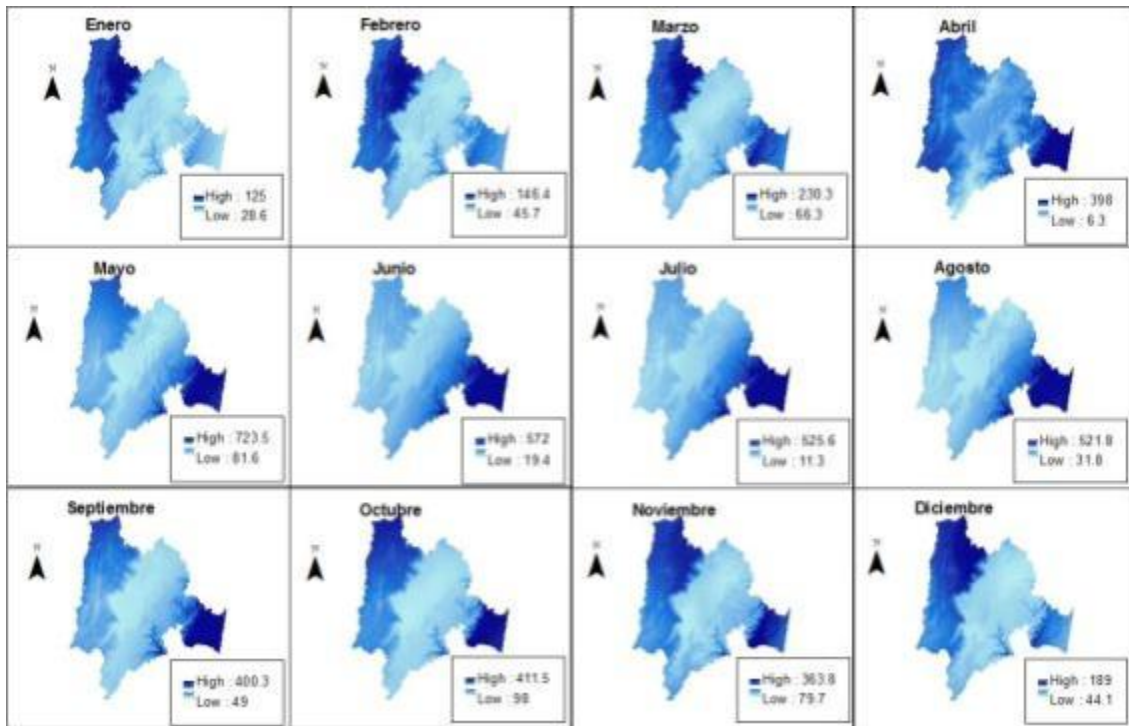 Enero
Febrero
Marzo
Abril
N
N
N
N
High : 125
Low : 28.6
High : 146.4
Low : 45.7
High : 230.3
Low : 66.3
High : 398
Low : 6.3
Mayo
Junio
Julio
Agosto
N
N
N
N
High : 723.5
Low : 81.6
High : 572
Low : 19.4
High : 525.6
Low : 11.3
High : 521.8
Low : 31.8
Septiembre
Octubre
Noviembre
Diciembre
N
N
N
N
High : 400.3
Low : 49
High : 411.5
Low : 98
High : 363.8
Low : 79.7
High : 189
Low : 44.1